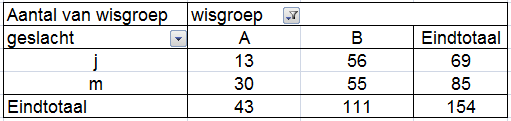 Aantal van wisgroep wisgroep
geslacht A B Eindtotaal
j 13 56 69
m 30 55 85
Eindtotaal 43 111 154